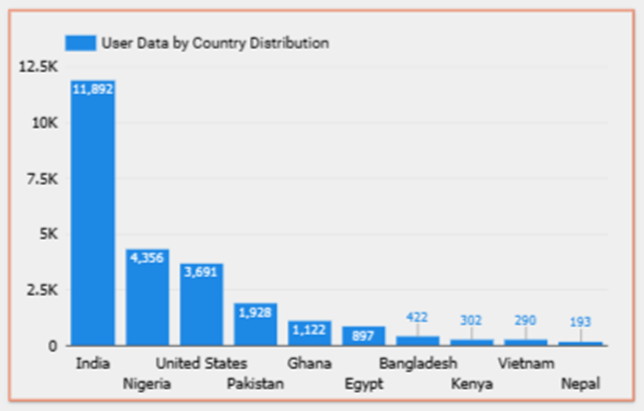 User Data by Country Distribution
12.5K
10K
7.5K
5K
2.5K
0
11,892
4,356
3,691
1,928
1,122
897
422
302
290
193
India
Nigeria
United States
Pakistan
Ghana
Egypt
Bangladesh
Kenya
Vietnam
Nepal